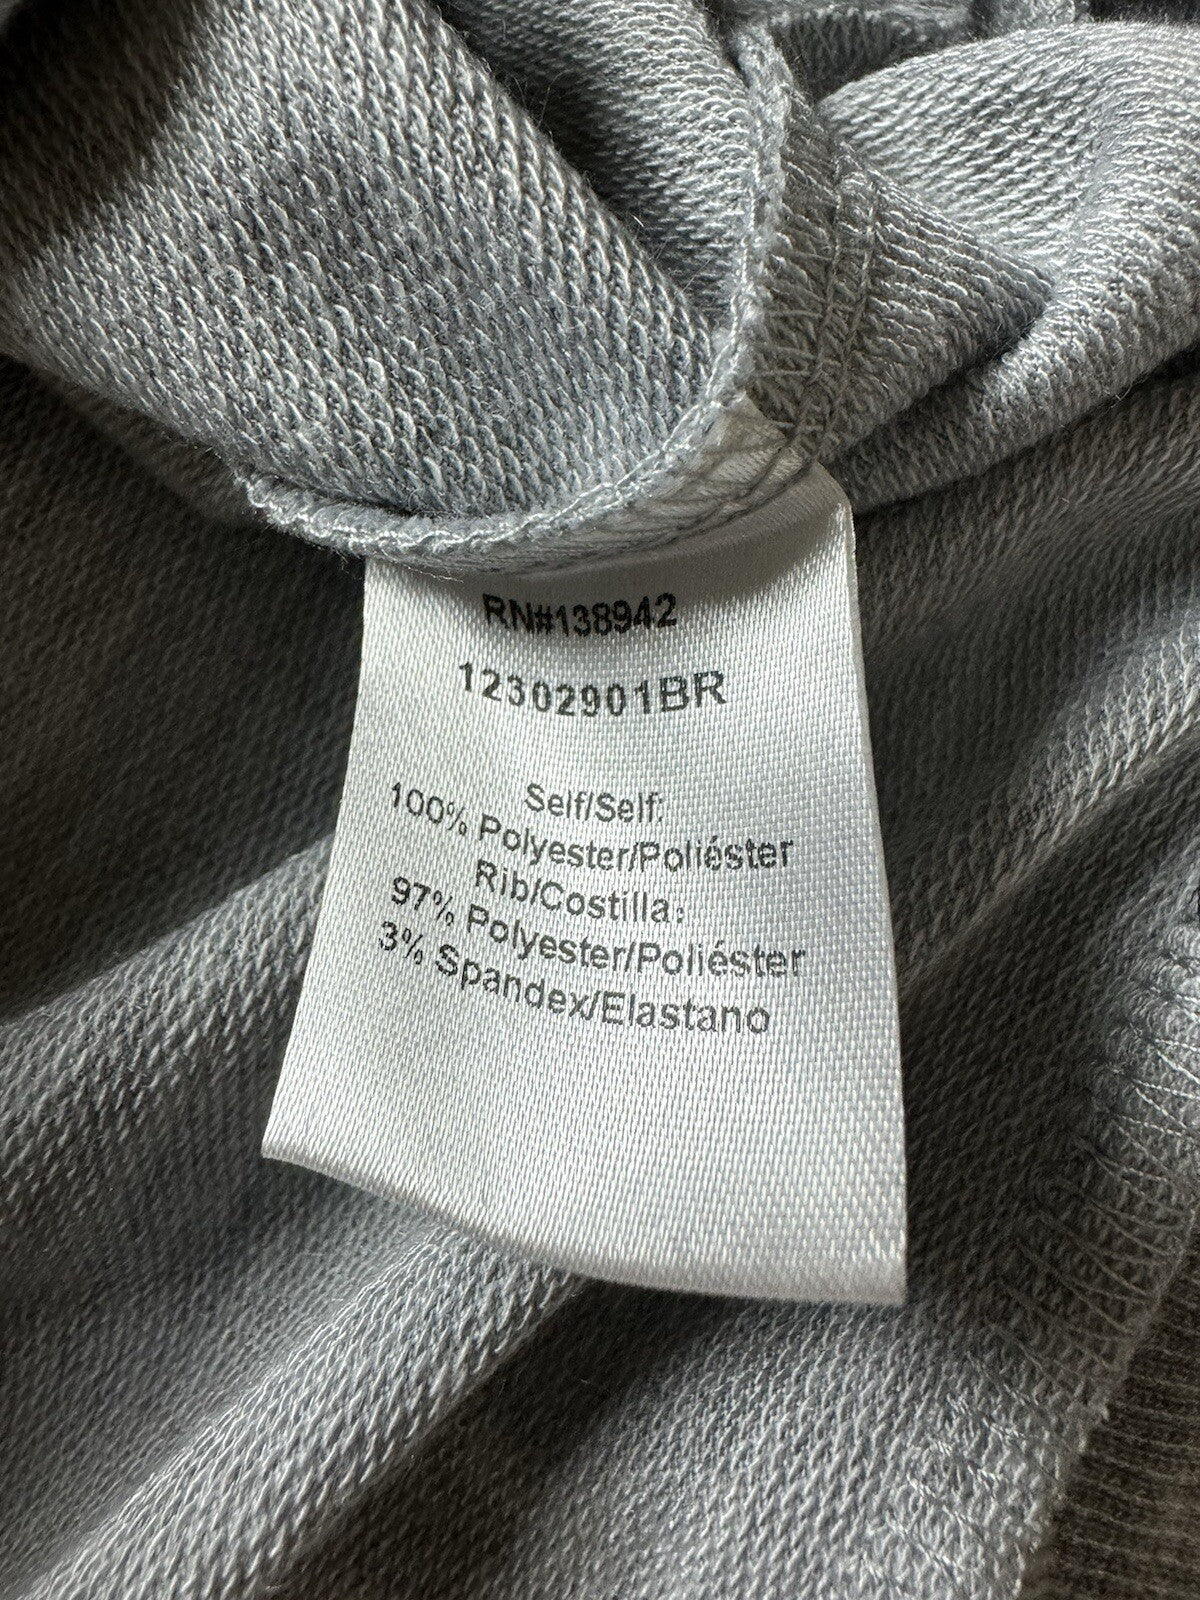 RN#138942
12302901BR
Self/Self:
100% Polyester/Poliéster
Rib/Costilla:
97% Polyester/Poliéster
3% Spandex/Elastano